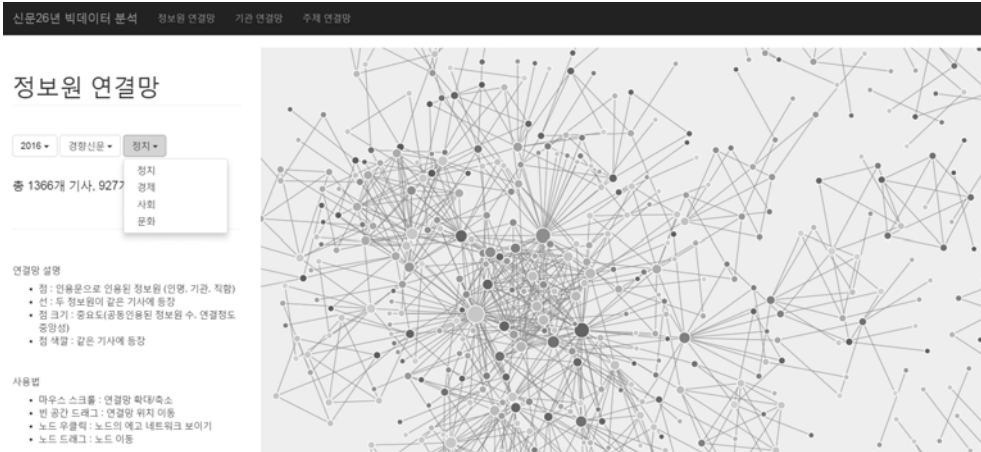 신문26년 빅데이터 분석 정보원 연결망 기관 연결망 주제 연결망
정보원 연결망
2016 경향신문 정치
정치
경제
사회
문화
총 1366개 기사, 927
연결망 설명
점 : 인용문으로 인용된 정보원 (인명, 기관, 직함)
선 : 두 정보원이 같은 기사에 등장
점 크기 : 중요도(공동인용된 정보원 수, 연결정도
중앙성)
점 색깔 : 같은 기사에 등장
사용법
마우스 스크롤 : 연결망 확대/축소
빈 공간 드래그 : 연결망 위치 이동
노드 우클릭 : 노드의 에고 네트워크 보이기
노드 드래그 : 노드 이동